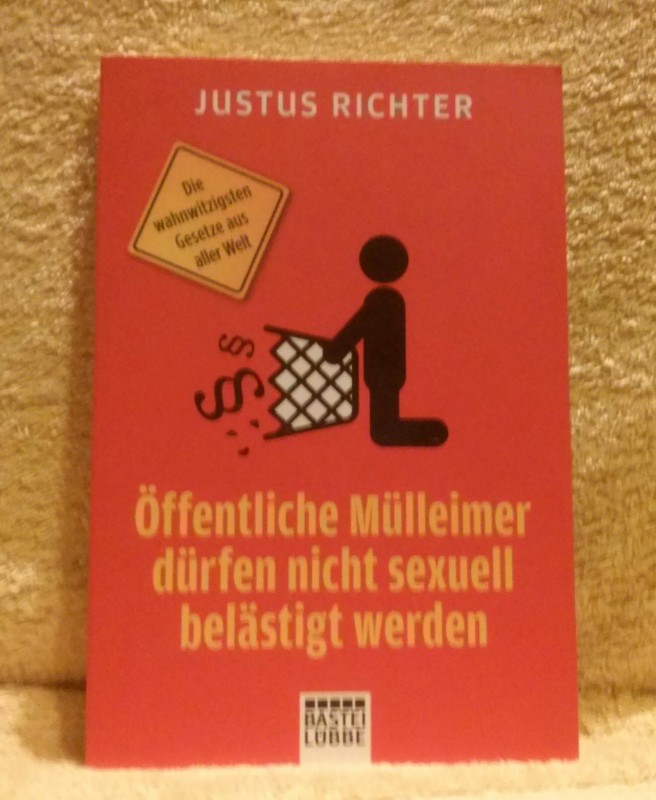 JUSTUS RICHTER
Die
wahnwitzigsten
Gesetze aus
aller Welt
§
§
Öffentliche Mülleimer
dürfen nicht sexuell
belästigt werden
BASTEI
LÜBBE